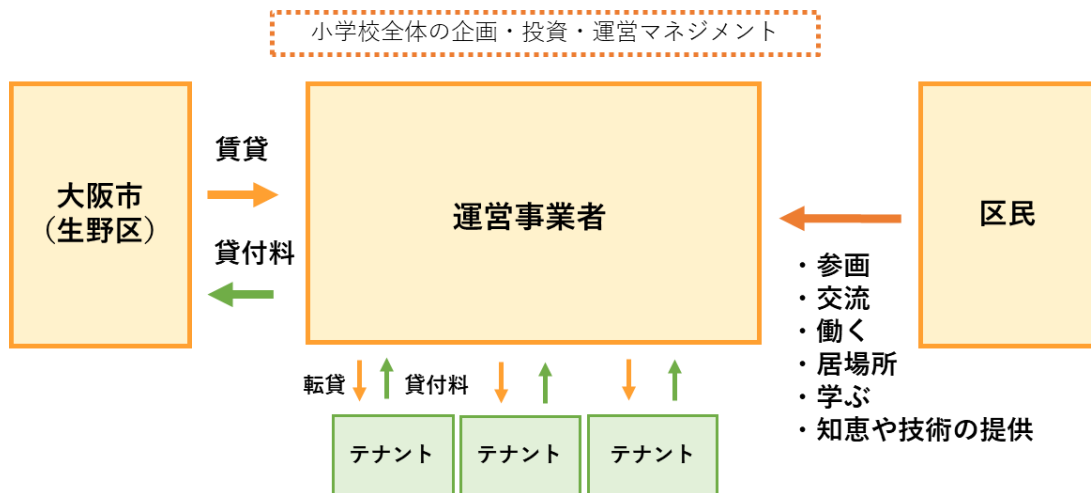 小学校全体の企画・投資・運営マネジメント
大阪市
（生野区）
賃貸
貸付料
運営事業者
区民
・参画
・交流
・働く
・居場所
・学ぶ
・知恵や技術の提供
転貸
貸付料
テナント
テナント
テナント